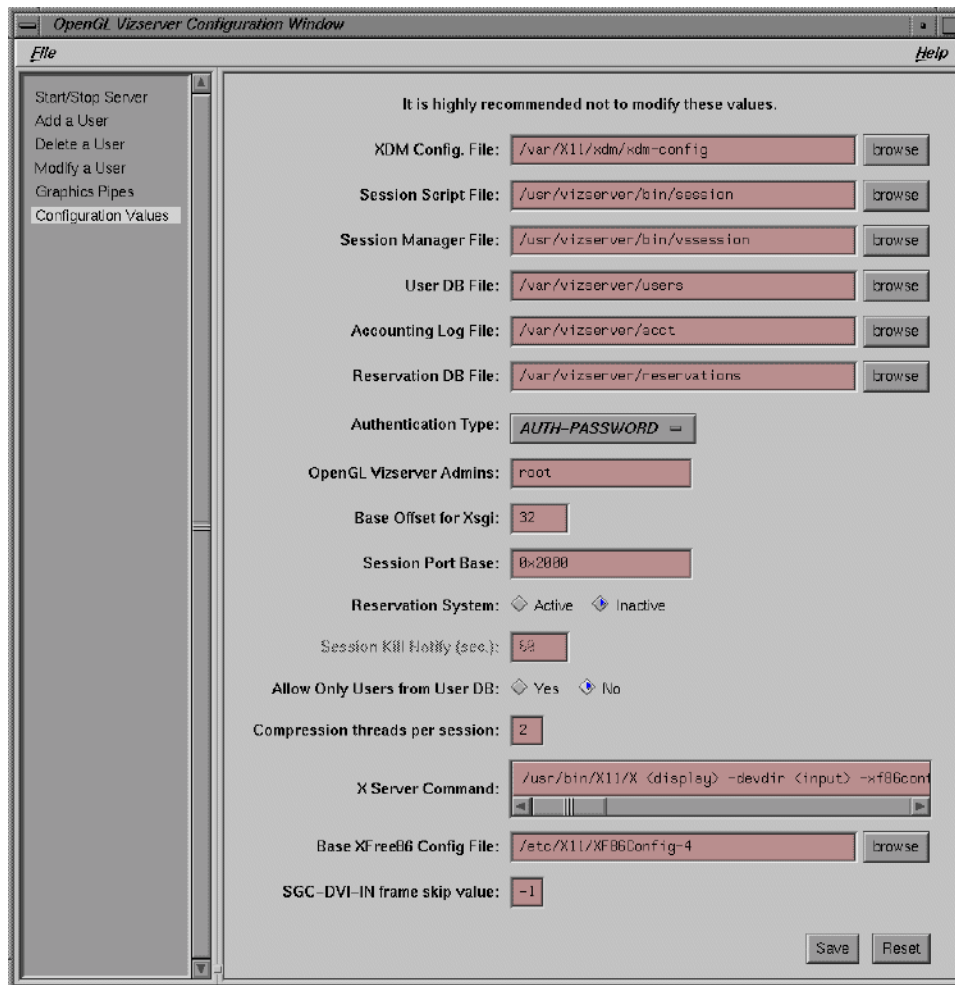 OpenGL Vizserver Configuration Window
File Help
Start/Stop Server
Add a User
Delete a User
Modify a User
Graphics Pipes
Configuration Values
It is highly recommended not to modify these values.
XDM Config. File: /var/X11/xdm/xdm-config browse
Session Script File: /usr/vizserver/bin/session browse
Session Manager File: /usr/vizserver/bin/vssession browse
User DB File: /var/vizserver/users browse
Accounting Log File: /var/vizserver/acct browse
Reservation DB File: /var/vizserver/reservations browse
Authentication Type: AUTH-PASSWORD
OpenGL Vizserver Admins: root
Base Offset for Xsgi: 32
Session Port Base: 0x2000
Reservation System: Active Inactive
Session Kill Notify (sec.): 60
Allow Only Users from User DB: Yes No
Compression threads per session: 2
X Server Command: /usr/bin/X11/X <display> -devdir <input> -xf86conf
Base XFree86 Config File: /etc/X11/XF86Config-4 browse
SGC-DVI-IN frame skip value: -1
Save Reset